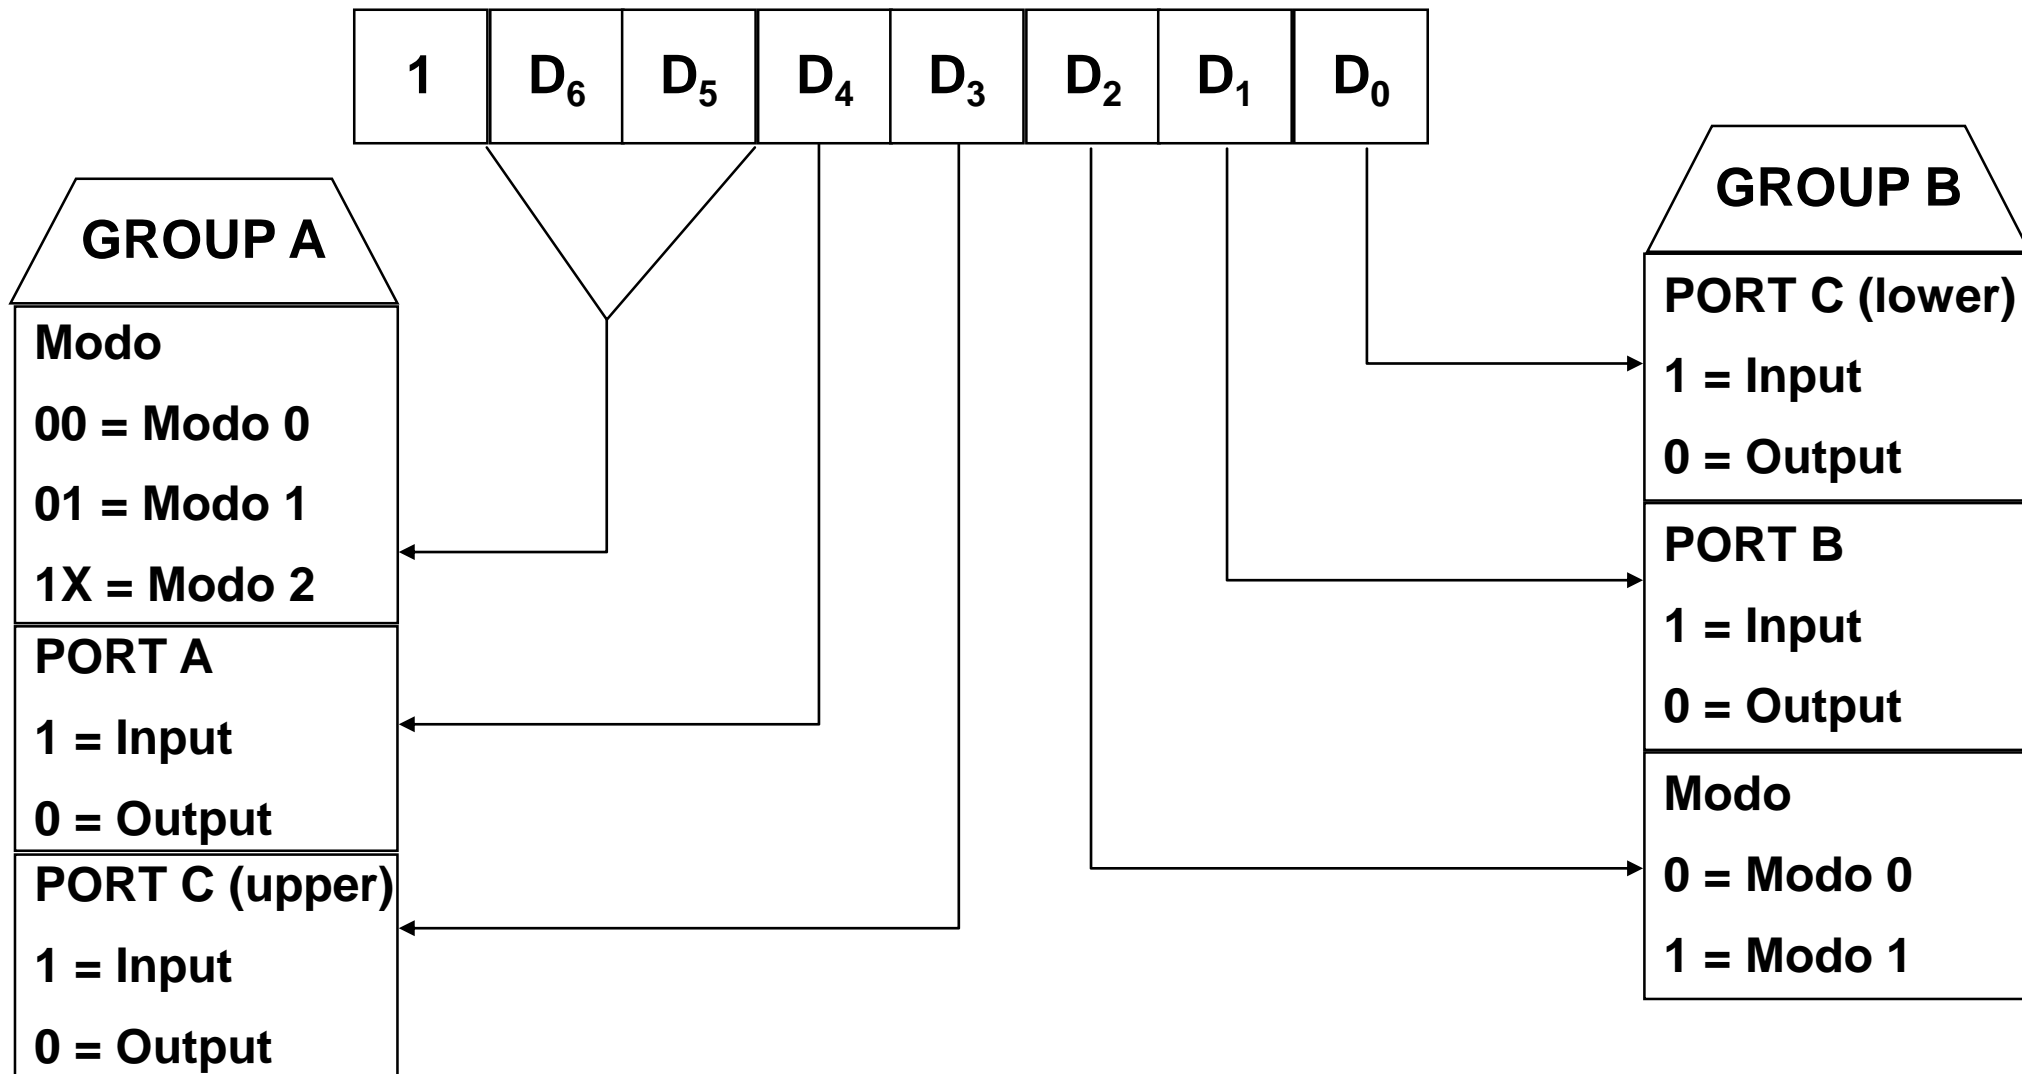 1 D₆ D₅ D₄ D₃ D₂ D₁ D₀
GROUP A
Modo
00 = Modo 0
01 = Modo 1
1X = Modo 2
PORT A
1 = Input
0 = Output
PORT C (upper)
1 = Input
0 = Output
GROUP B
PORT C (lower)
1 = Input
0 = Output
PORT B
1 = Input
0 = Output
Modo
0 = Modo 0
1 = Modo 1